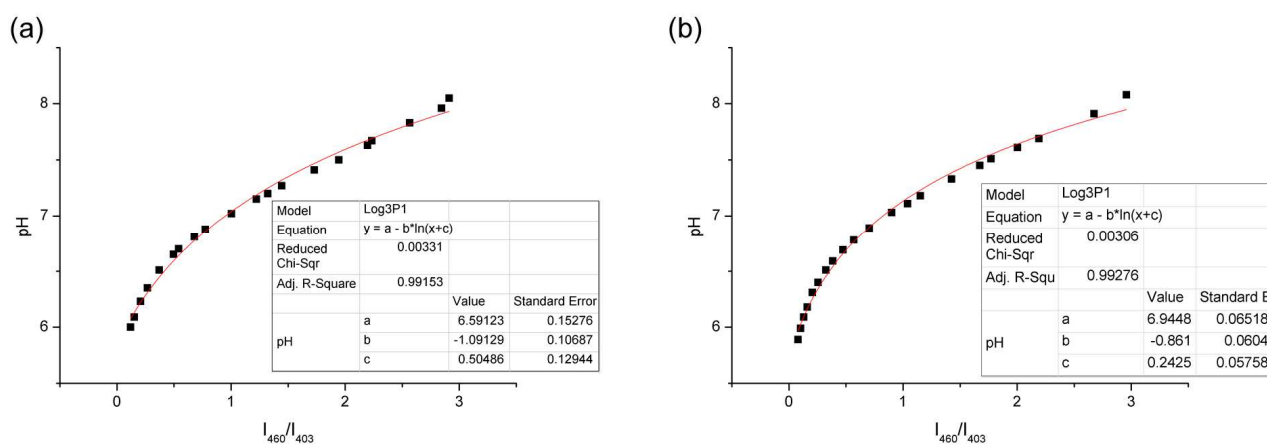 (a)
pH
8
7
6
0 1 2 3
I460/I403
Model Log3P1
Equation y = a - b*ln(x+c)
Reduced Chi-Sqr 0.00331
Adj. R-Square 0.99153
Value Standard Error
pH a 6.59123 0.15276
b -1.09129 0.10687
c 0.50486 0.12944
(b)
pH
8
7
6
0 1 2 3
I460/I403
Model Log3P1
Equation y = a - b*ln(x+c)
Reduced Chi-Sqr 0.00306
Adj. R-Squ 0.99276
Value Standard E
pH a 6.9448 0.06518
b -0.861 0.0604
c 0.2425 0.05758